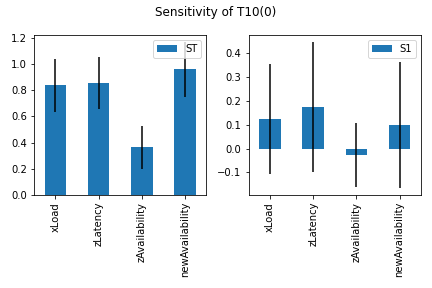 Sensitivity of T10(0)
ST
1.2
1.0
0.8
0.6
0.4
0.2
0.0
xLoad
zLatency
zAvailability
newAvailability
S1
0.4
0.3
0.2
0.1
0.0
−0.1
xLoad
zLatency
zAvailability
newAvailability